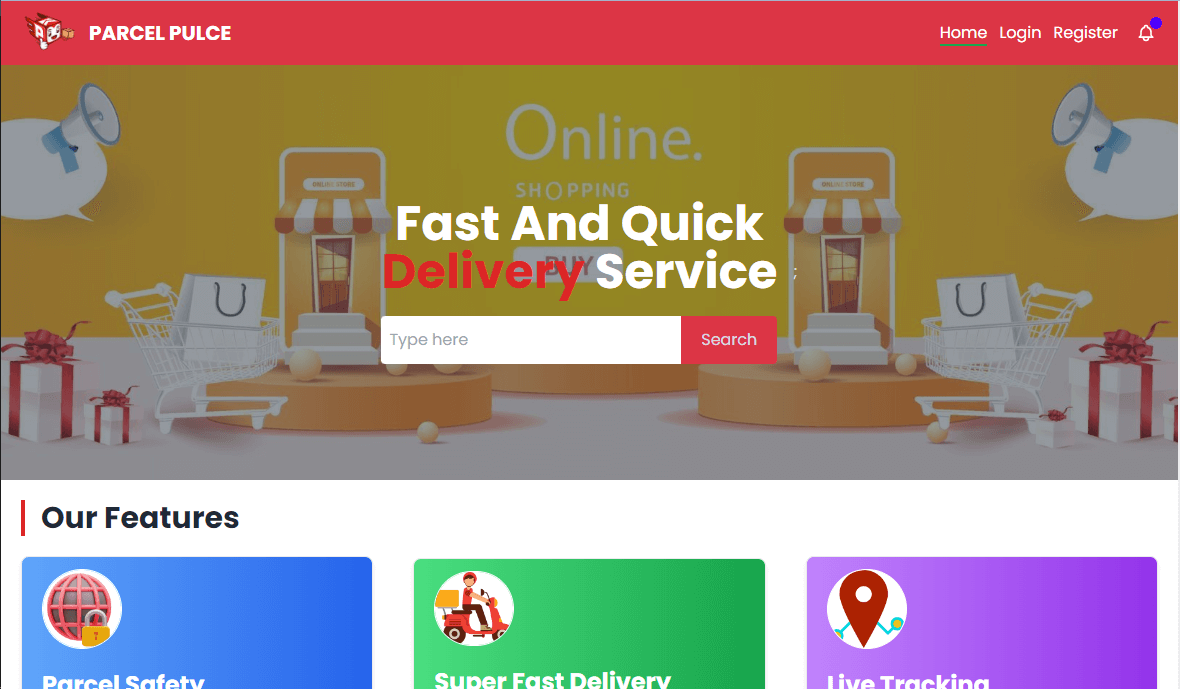 PARCEL PULCE
Home Login Register
Online.
SHOPPING
ONLINE STORE
ONLINE STORE
Fast And Quick
BUY
Delivery Service ;
Type here
Search
Our Features
Parcel Safety
Super Fast Delivery
Live Tracking